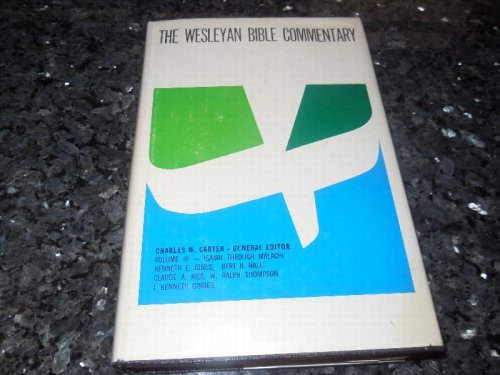 THE WESLEYAN BIBLE COMMENTARY
CHARLES W. CARTER - GENERAL EDITOR
VOLUME III — ISAIAH THROUGH MALACHI
KENNETH E. JONES, BERT H. HALL
CLAUDE A. RIES, W. RALPH THOMPSON
J. KENNETH GRIDER